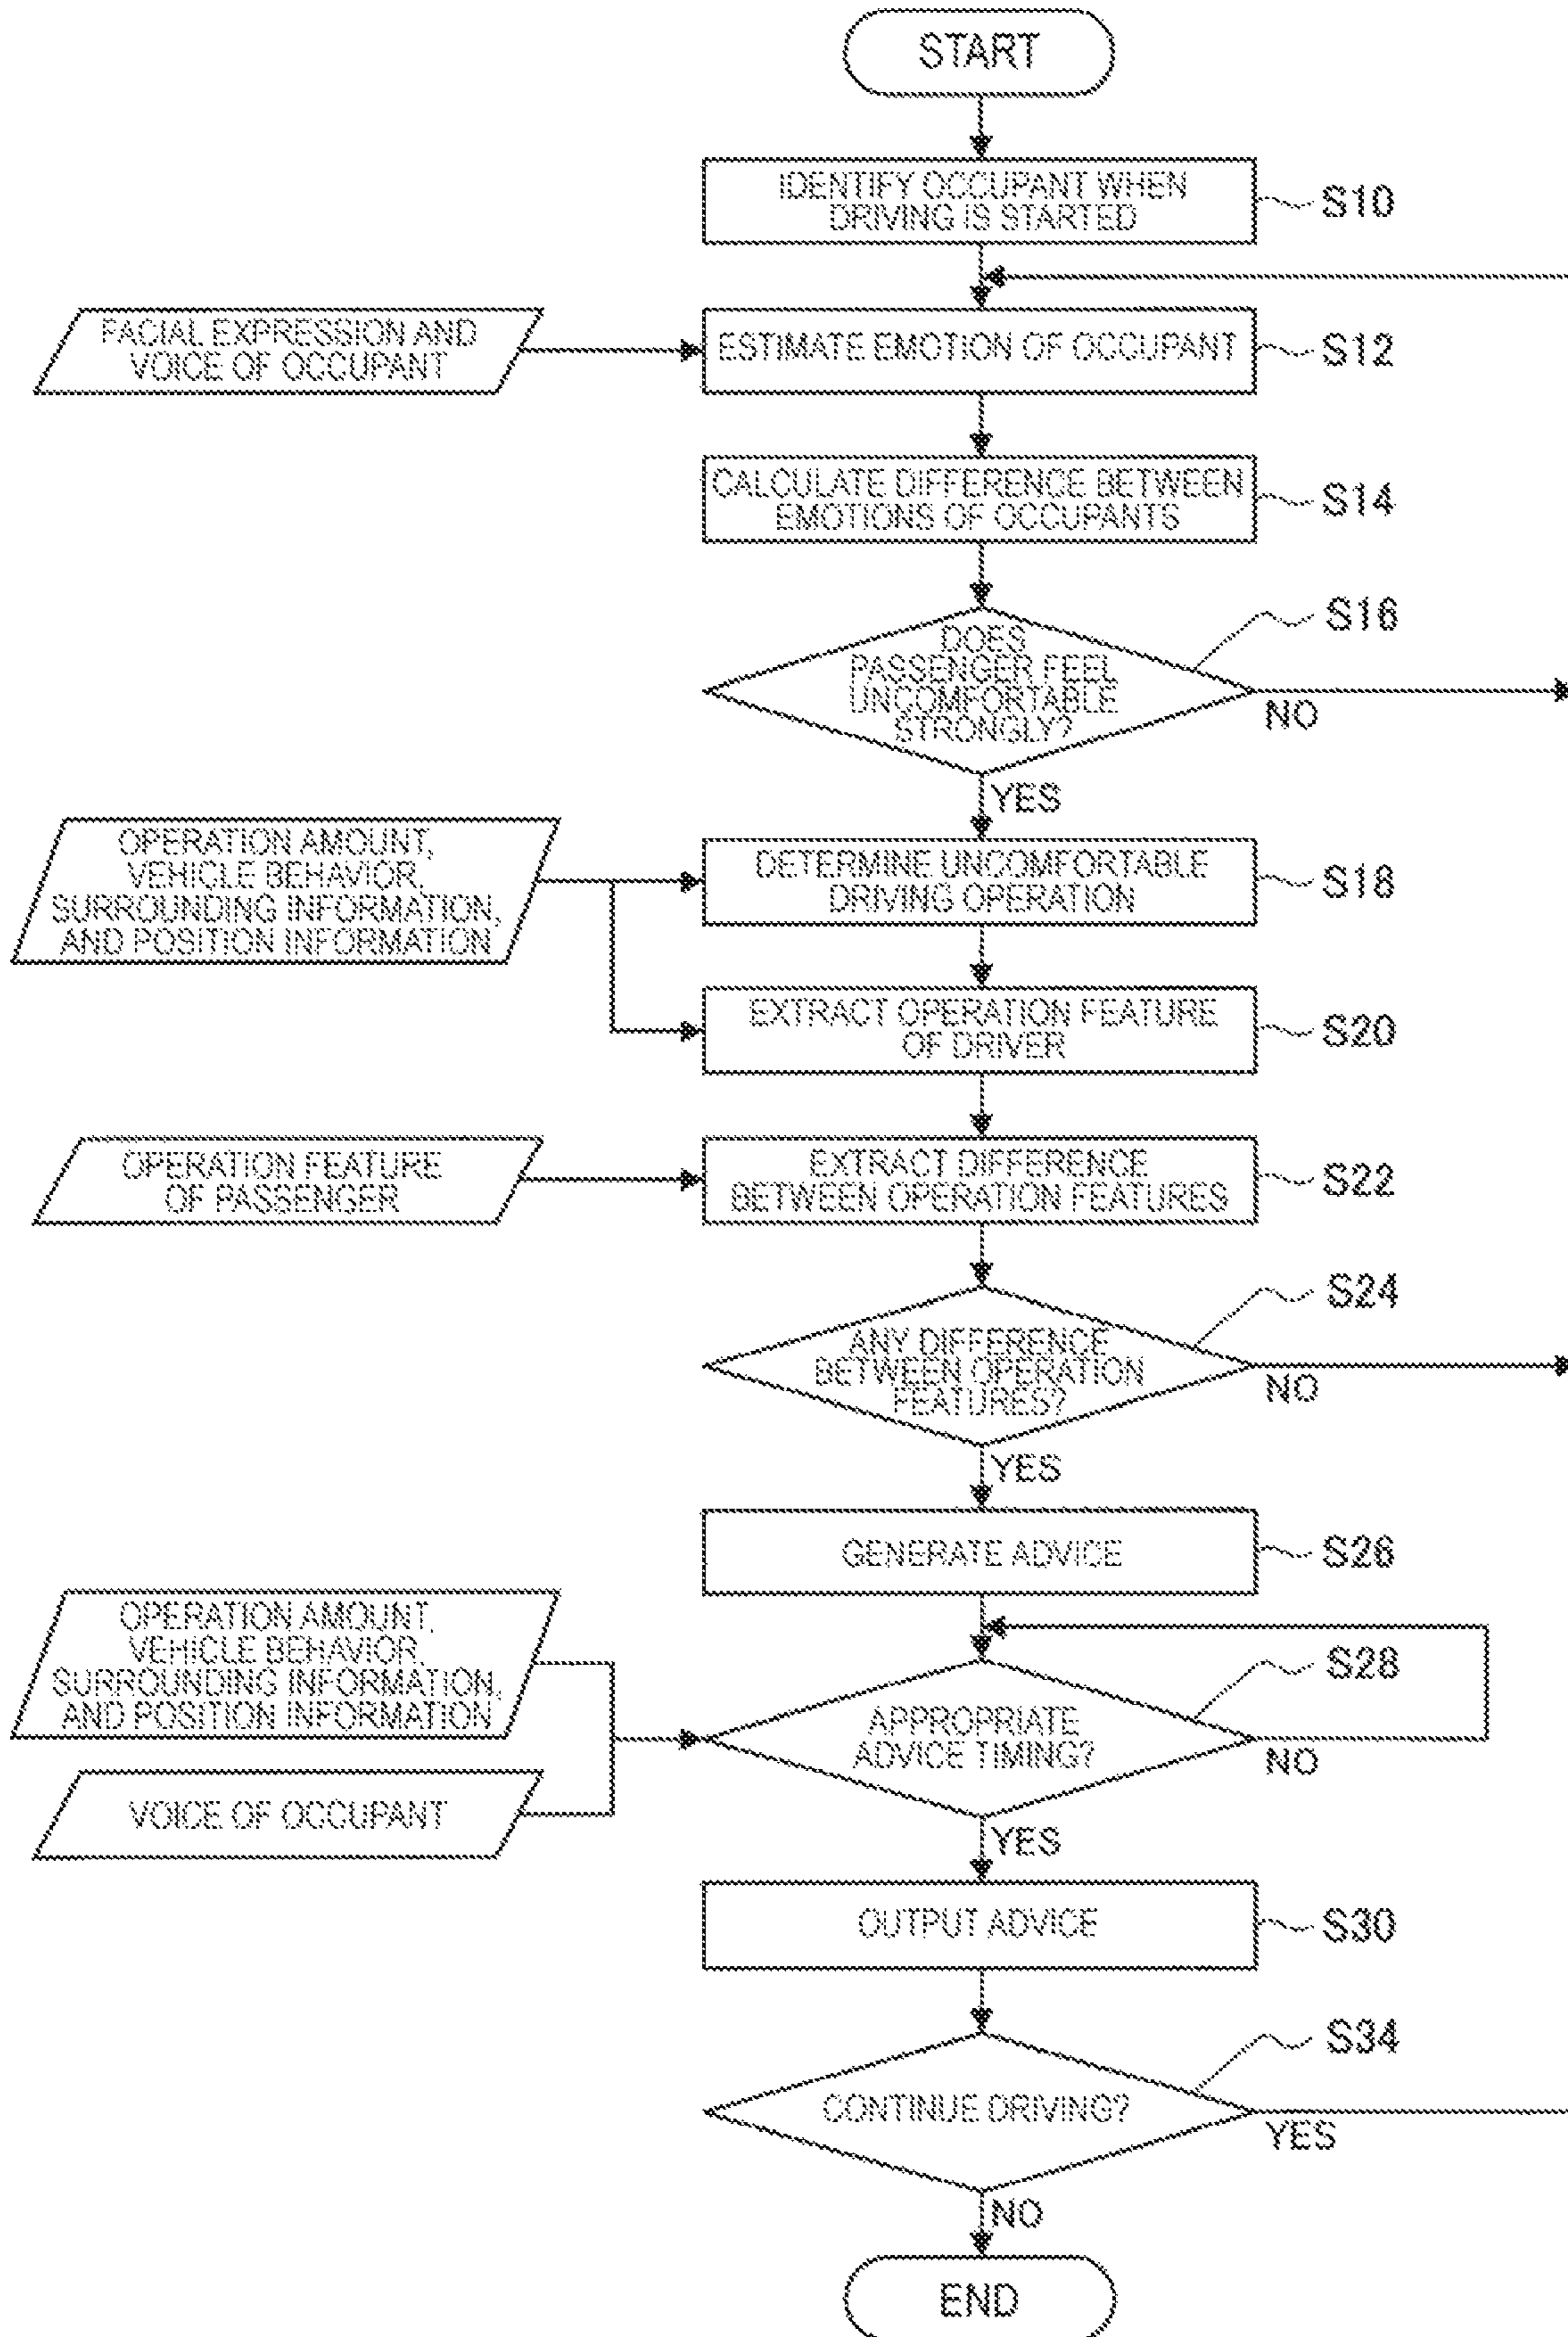 START
IDENTIFY OCCUPANT WHEN
DRIVING IS STARTED
S10
FACIAL EXPRESSION AND
VOICE OF OCCUPANT
ESTIMATE EMOTION OF OCCUPANT
S12
CALCULATE DIFFERENCE BETWEEN
EMOTIONS OF OCCUPANTS
S14
S16
DOES
PASSENGER FEEL
UNCOMFORTABLE
STRONGLY?
NO
YES
OPERATION AMOUNT,
VEHICLE BEHAVIOR,
SURROUNDING INFORMATION,
AND POSITION INFORMATION
DETERMINE UNCOMFORTABLE
DRIVING OPERATION
S18
EXTRACT OPERATION FEATURE
OF DRIVER
S20
OPERATION FEATURE
OF PASSENGER
EXTRACT DIFFERENCE
BETWEEN OPERATION FEATURES
S22
S24
ANY DIFFERENCE
BETWEEN OPERATION
FEATURES?
NO
YES
GENERATE ADVICE
S26
OPERATION AMOUNT,
VEHICLE BEHAVIOR,
SURROUNDING INFORMATION,
AND POSITION INFORMATION
S28
APPROPRIATE
ADVICE TIMING?
NO
VOICE OF OCCUPANT
YES
OUTPUT ADVICE
S30
S34
CONTINUE DRIVING?
YES
NO
END